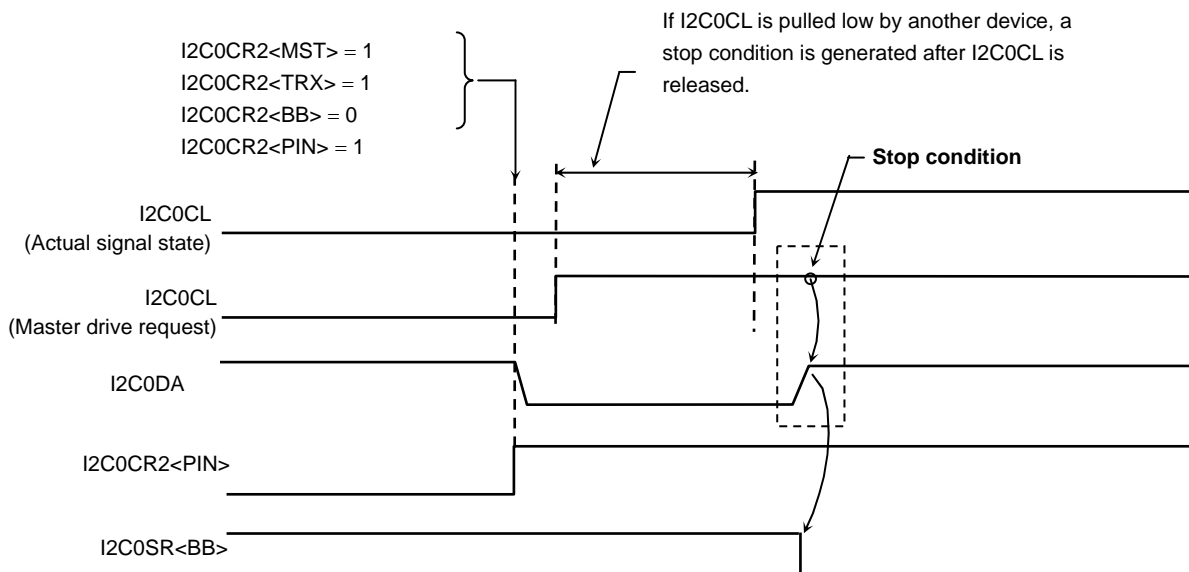 If I2C0CL is pulled low by another device, a
stop condition is generated after I2C0CL is
released.
I2C0CR2<MST> = 1
I2C0CR2<TRX> = 1
I2C0CR2<BB> = 0
I2C0CR2<PIN> = 1
Stop condition
I2C0CL
(Actual signal state)
I2C0CL
(Master drive request)
I2C0DA
I2C0CR2<PIN>
I2C0SR<BB>